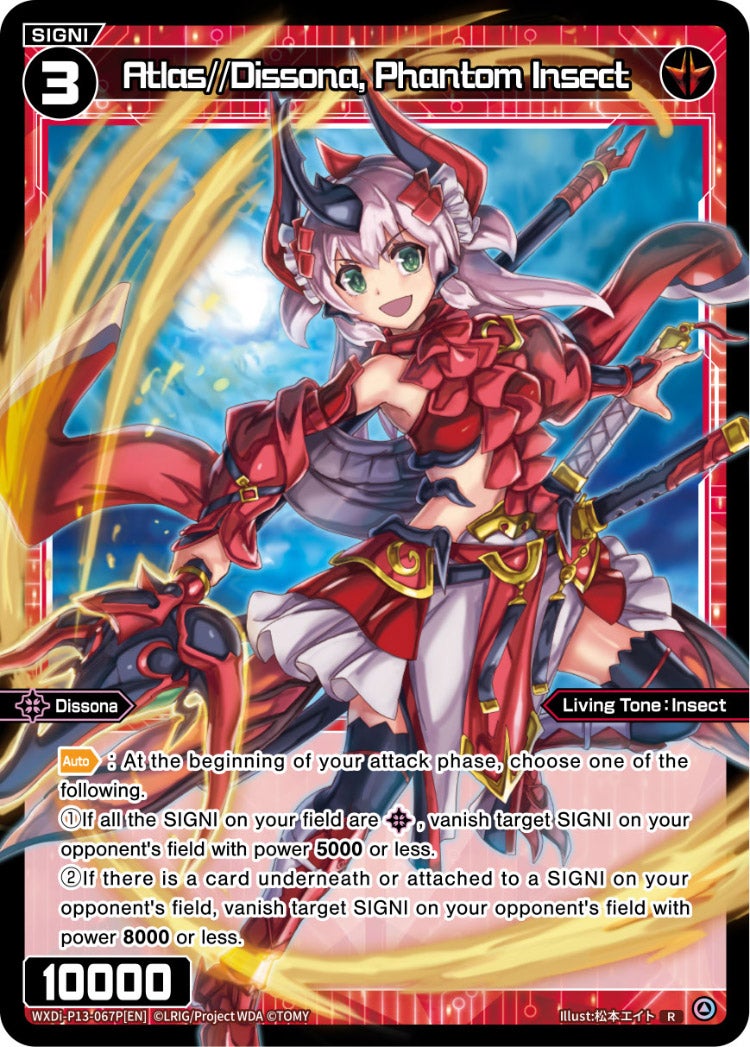 SIGNI
3
Atlas//Dissona, Phantom Insect
Dissona
Living Tone：Insect
Auto : At the beginning of your attack phase, choose one of the
following.
①If all the SIGNI on your field are , vanish target SIGNI on your
opponent's field with power 5000 or less.
②If there is a card underneath or attached to a SIGNI on your
opponent's field, vanish target SIGNI on your opponent's field with
power 8000 or less.
10000
WXDi-P13-067P[EN] ©LRIG/Project WDA ©TOMY
Illust:松本エイト R